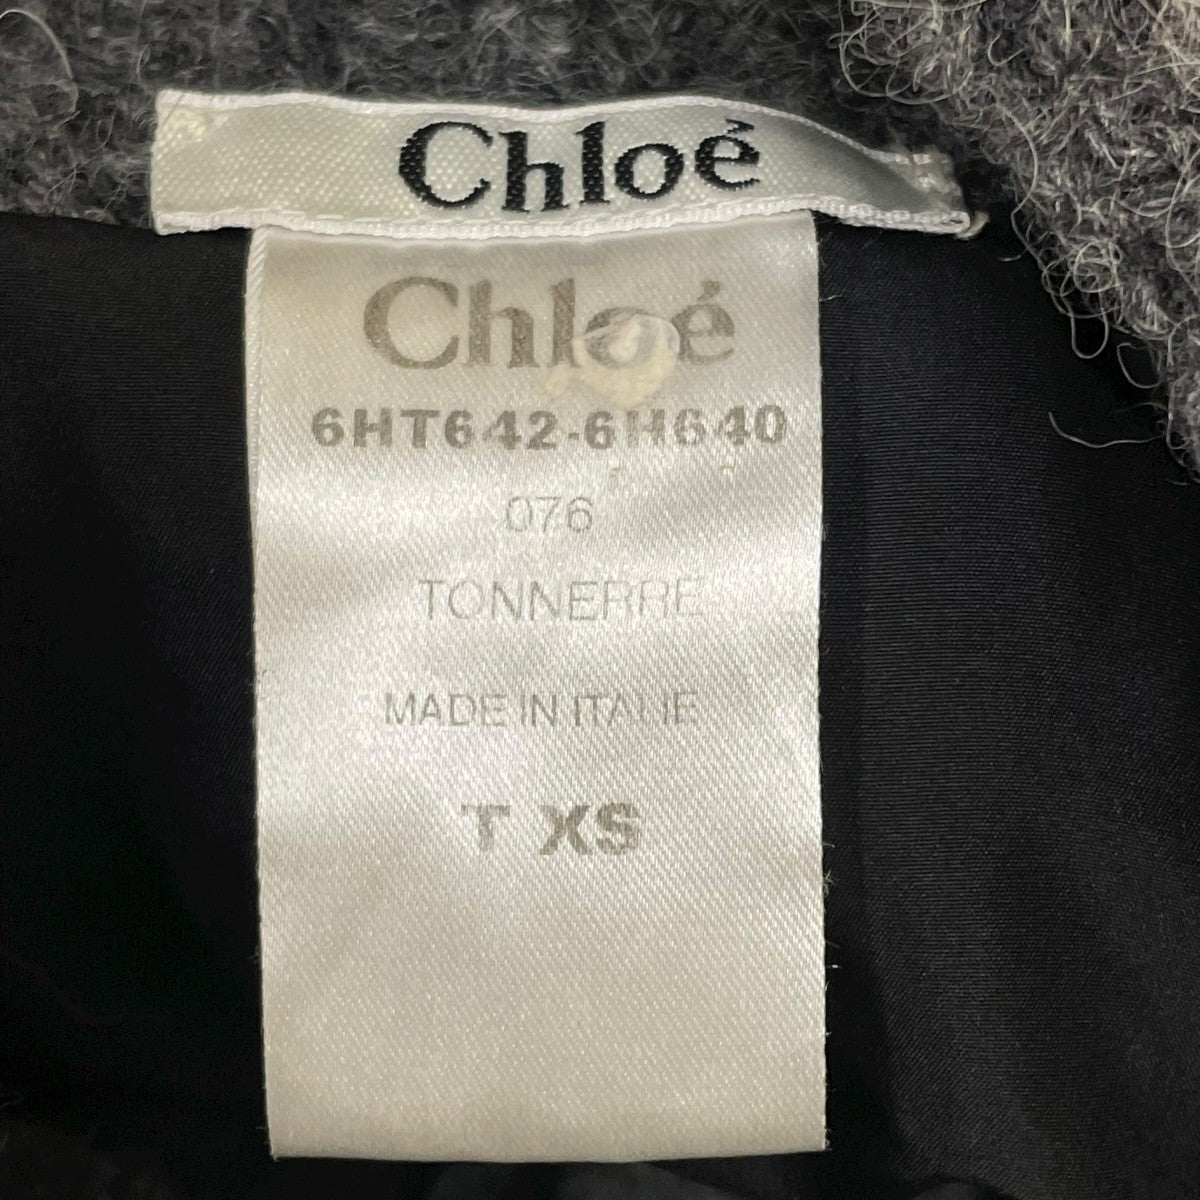 Chloé
Chloé
6HT642-6H640
076
TONNERRE
MADE IN ITALIE
T XS